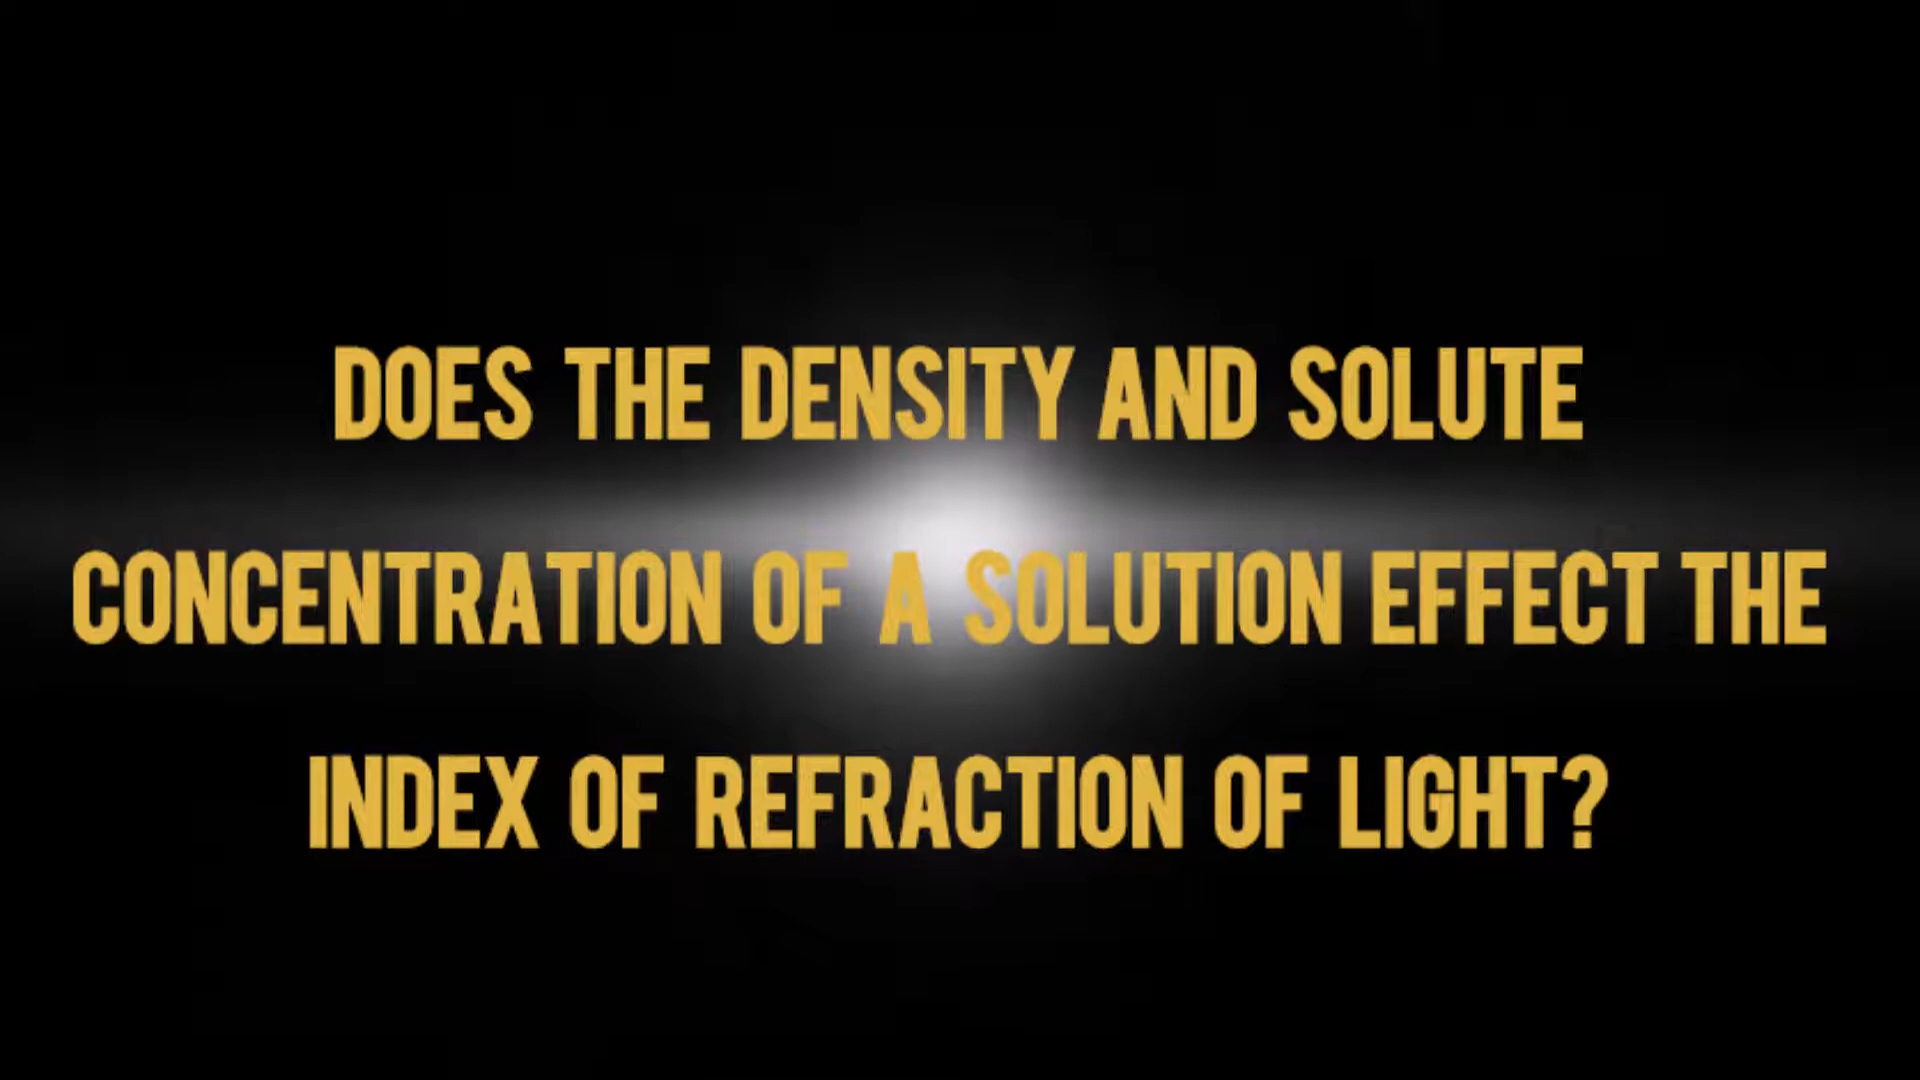 DOES THE DENSITY AND SOLUTE
CONCENTRATION OF A SOLUTION EFFECT THE
INDEX OF REFRACTION OF LIGHT?